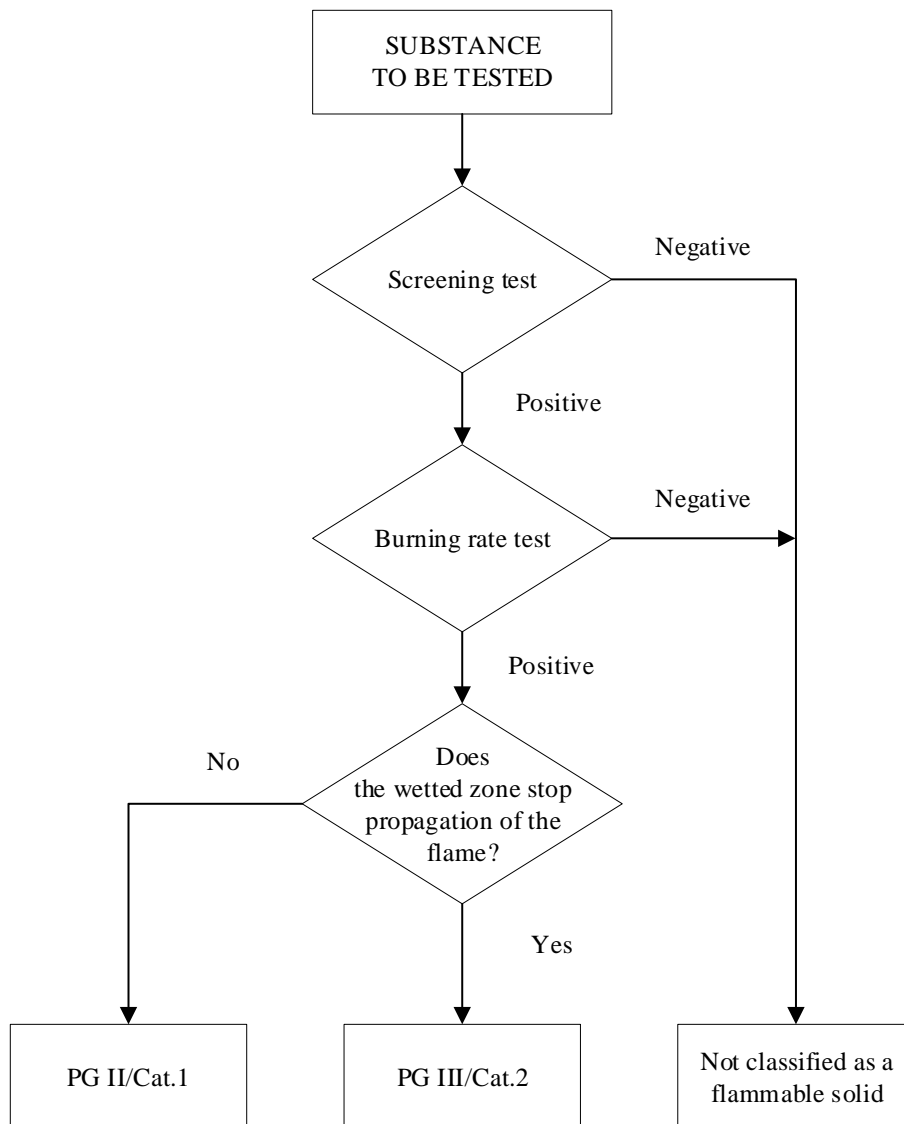 SUBSTANCE
TO BE TESTED
Negative
Screening test
Positive
Negative
Burning rate test
Positive
No
Does
the wetted zone stop
propagation of the
flame?
Yes
PG II/Cat.1
PG III/Cat.2
Not classified as a
flammable solid